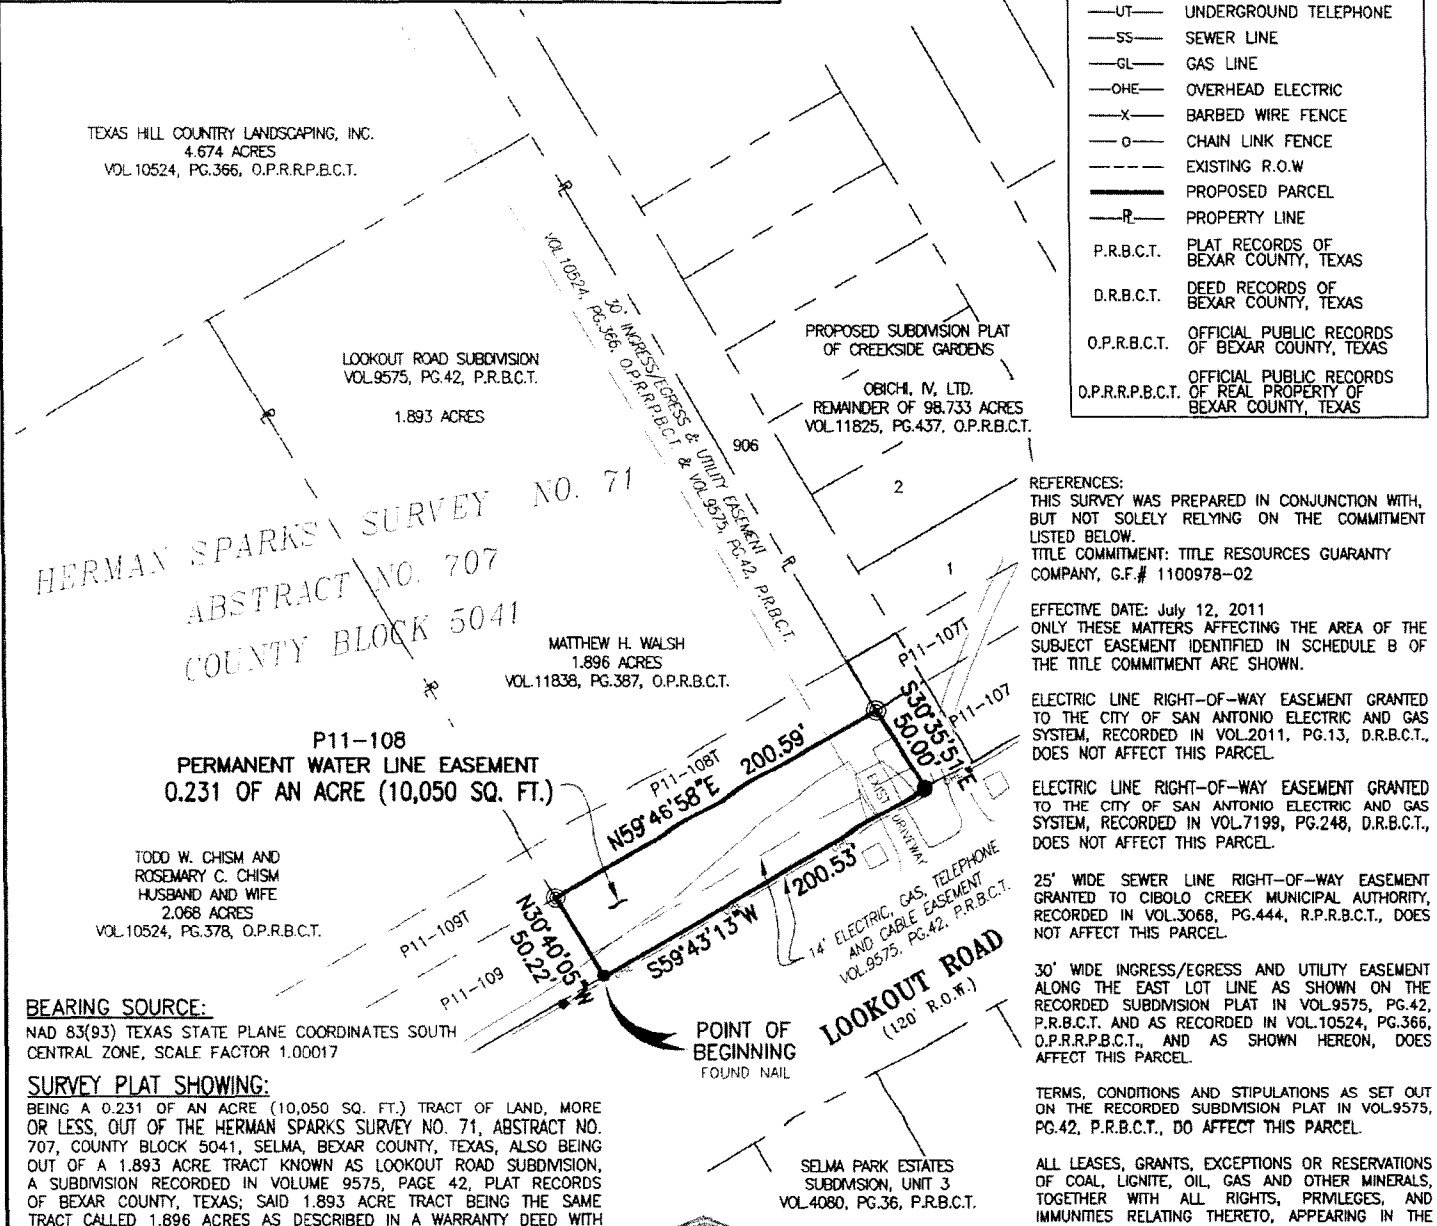 —UT— UNDERGROUND TELEPHONE
—SS— SEWER LINE
—GL— GAS LINE
—OHE— OVERHEAD ELECTRIC
—X— BARBED WIRE FENCE
—O— CHAIN LINK FENCE
EXISTING R.O.W
PROPOSED PARCEL
PROPERTY LINE
P.R.B.C.T. PLAT RECORDS OF
BEXAR COUNTY, TEXAS
D.R.B.C.T. DEED RECORDS OF
BEXAR COUNTY, TEXAS
O.P.R.B.C.T. OFFICIAL PUBLIC RECORDS
OF BEXAR COUNTY, TEXAS
O.P.R.R.P.B.C.T. OFFICIAL PUBLIC RECORDS
OF REAL PROPERTY OF
BEXAR COUNTY, TEXAS
TEXAS HILL COUNTRY LANDSCAPING, INC.
4.674 ACRES
VOL.10524, PG.366, O.P.R.R.P.B.C.T.
30' INGRESS/EGRESS & UTILITY EASEMENT
VOL.10524, PG.366, O.P.R.R.P.B.C.T. & VOL.9575, PG.42, P.R.B.C.T.
LOOKOUT ROAD SUBDIVISION
VOL.9575, PG.42, P.R.B.C.T.
1.893 ACRES
PROPOSED SUBDIVISION PLAT
OF CREEKSIDE GARDENS
OBICHI, IV, LTD.
REMAINDER OF 98.733 ACRES
VOL.11825, PG.437, O.P.R.B.C.T.
906
2
1
HERMAN SPARKS SURVEY NO. 71
ABSTRACT NO. 707
COUNTY BLOCK 5041
MATTHEW H. WALSH
1.896 ACRES
VOL.11838, PG.387, O.P.R.B.C.T.
P11-108
PERMANENT WATER LINE EASEMENT
0.231 OF AN ACRE (10,050 SQ. FT.)
P11-107T
P11-107
S30°35'51"E
50.00'
P11-108T
N59°46'58"E 200.59'
EXIST DRIVEWAY
S59°43'13"W 200.53'
N30°40'05"W
50.22'
P11-109T
P11-109
TODD W. CHISM AND
ROSEMARY C. CHISM
HUSBAND AND WIFE
2.068 ACRES
VOL.10524, PG.378, O.P.R.B.C.T.
14' ELECTRIC, GAS, TELEPHONE
AND CABLE EASEMENT
VOL.9575, PG.42, P.R.B.C.T.
LOOKOUT ROAD
(120' R.O.W.)
POINT OF
BEGINNING
FOUND NAIL
SELMA PARK ESTATES
SUBDIVISION, UNIT 3
VOL.4080, PG.36, P.R.B.C.T.
BEARING SOURCE:
NAD 83(93) TEXAS STATE PLANE COORDINATES SOUTH
CENTRAL ZONE, SCALE FACTOR 1.00017
SURVEY PLAT SHOWING:
BEING A 0.231 OF AN ACRE (10,050 SQ. FT.) TRACT OF LAND, MORE
OR LESS, OUT OF THE HERMAN SPARKS SURVEY NO. 71, ABSTRACT NO.
707, COUNTY BLOCK 5041, SELMA, BEXAR COUNTY, TEXAS, ALSO BEING
OUT OF A 1.893 ACRE TRACT KNOWN AS LOOKOUT ROAD SUBDIVISION,
A SUBDIVISION RECORDED IN VOLUME 9575, PAGE 42, PLAT RECORDS
OF BEXAR COUNTY, TEXAS; SAID 1.893 ACRE TRACT BEING THE SAME
TRACT CALLED 1.896 ACRES AS DESCRIBED IN A WARRANTY DEED WITH
REFERENCES:
THIS SURVEY WAS PREPARED IN CONJUNCTION WITH,
BUT NOT SOLELY RELYING ON THE COMMITMENT
LISTED BELOW.
TITLE COMMITMENT: TITLE RESOURCES GUARANTY
COMPANY, G.F.# 1100978-02
EFFECTIVE DATE: July 12, 2011
ONLY THESE MATTERS AFFECTING THE AREA OF THE
SUBJECT EASEMENT IDENTIFIED IN SCHEDULE B OF
THE TITLE COMMITMENT ARE SHOWN.
ELECTRIC LINE RIGHT-OF-WAY EASEMENT GRANTED
TO THE CITY OF SAN ANTONIO ELECTRIC AND GAS
SYSTEM, RECORDED IN VOL.2011, PG.13, D.R.B.C.T.,
DOES NOT AFFECT THIS PARCEL.
ELECTRIC LINE RIGHT-OF-WAY EASEMENT GRANTED
TO THE CITY OF SAN ANTONIO ELECTRIC AND GAS
SYSTEM, RECORDED IN VOL.7199, PG.248, D.R.B.C.T.,
DOES NOT AFFECT THIS PARCEL.
25' WIDE SEWER LINE RIGHT-OF-WAY EASEMENT
GRANTED TO CIBOLO CREEK MUNICIPAL AUTHORITY,
RECORDED IN VOL.3068, PG.444, R.P.R.B.C.T., DOES
NOT AFFECT THIS PARCEL.
30' WIDE INGRESS/EGRESS AND UTILITY EASEMENT
ALONG THE EAST LOT LINE AS SHOWN ON THE
RECORDED SUBDIVISION PLAT IN VOL.9575, PG.42,
P.R.B.C.T. AND AS RECORDED IN VOL.10524, PG.366,
O.P.R.R.P.B.C.T., AND AS SHOWN HEREON, DOES
AFFECT THIS PARCEL.
TERMS, CONDITIONS AND STIPULATIONS AS SET OUT
ON THE RECORDED SUBDIVISION PLAT IN VOL.9575,
PG.42, P.R.B.C.T., DO AFFECT THIS PARCEL.
ALL LEASES, GRANTS, EXCEPTIONS OR RESERVATIONS
OF COAL, LIGNITE, OIL, GAS AND OTHER MINERALS,
TOGETHER WITH ALL RIGHTS, PRIVILEGES, AND
IMMUNITIES RELATING THERETO, APPEARING IN THE